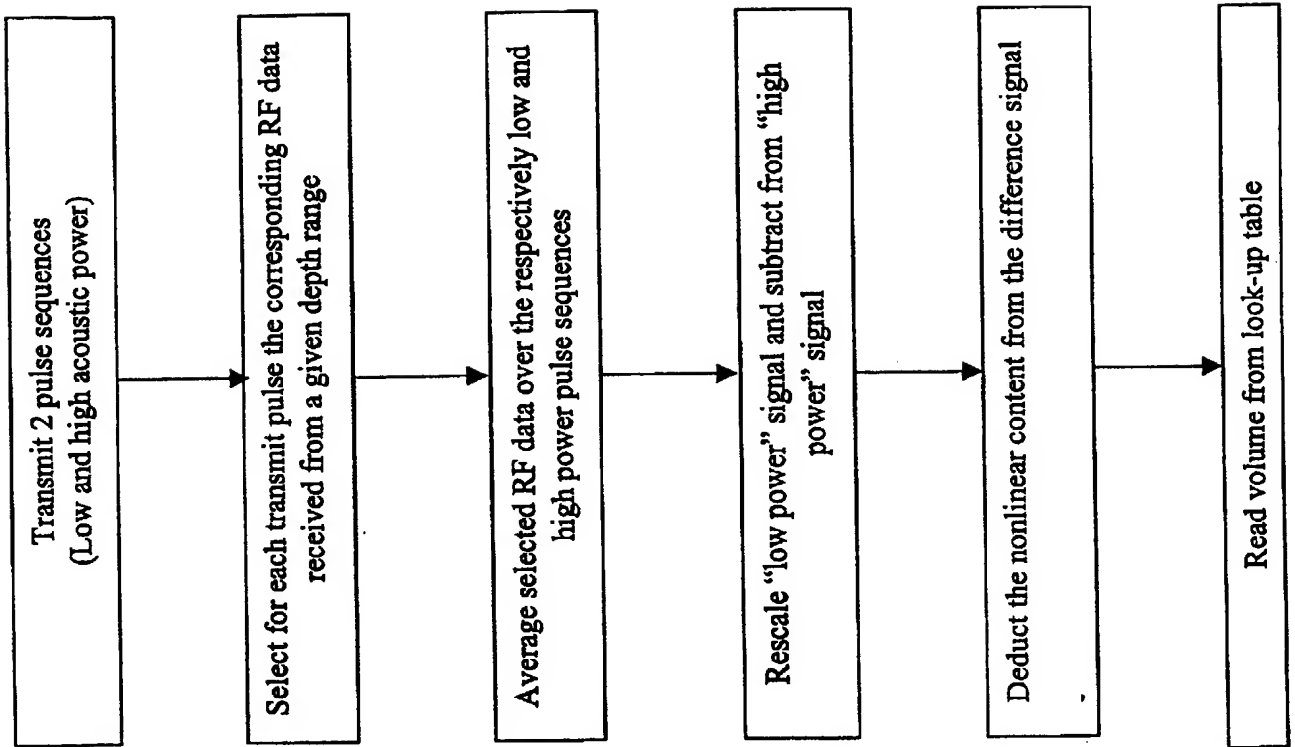 Transmit 2 pulse sequences
(Low and high acoustic power)
Select for each transmit pulse the corresponding RF data
received from a given depth range
Average selected RF data over the respectively low and
high power pulse sequences
Rescale “low power” signal and subtract from “high
power” signal
Deduct the nonlinear content from the difference signal
Read volume from look-up table